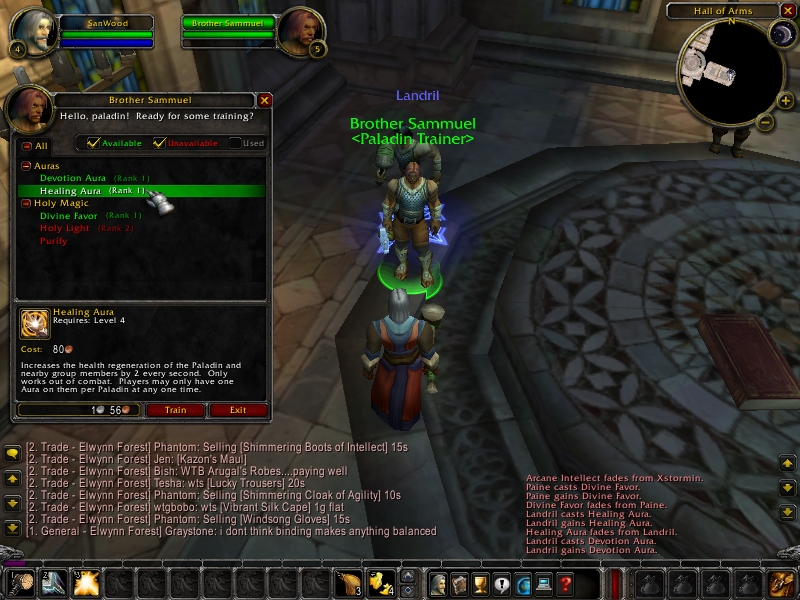 SanWood
4
Brother Sammuel
5
Hall of Arms
N
Brother Sammuel
Hello, paladin! Ready for some training?
All
Available
Unavailable
Used
Auras
Devotion Aura (Rank 1)
Healing Aura (Rank 1)
Holy Magic
Divine Favor (Rank 1)
Holy Light (Rank 2)
Purify
Healing Aura
Requires: Level 4
Cost: 80
Increases the health regeneration of the Paladin and
nearby group members by 2 every second. Only
works out of combat. Players may only have one
Aura on them per Paladin at any one time.
1 56
Train
Exit
Landril
Brother Sammuel
<Paladin Trainer>
[2. Trade - Elwynn Forest] Phantom: Selling [Shimmering Boots of Intellect] 15s
[2. Trade - Elwynn Forest] Jen: [Kazon's Maul]
[2. Trade - Elwynn Forest] Bish: WTB Arugal's Robes....paying well
[2. Trade - Elwynn Forest] Tesha: wts [Lucky Trousers] 20s
[2. Trade - Elwynn Forest] Phantom: Selling [Shimmering Cloak of Agility] 10s
[2. Trade - Elwynn Forest] wtgbobo: wts [Vibrant Silk Cape] 1g flat
[2. Trade - Elwynn Forest] Phantom: Selling [Windsong Gloves] 15s
[1. General - Elwynn Forest] Graystone: i dont think binding makes anything balanced
Arcane Intellect fades from Xstormin.
Paine casts Divine Favor.
Paine gains Divine Favor.
Divine Favor fades from Paine.
Landril casts Healing Aura.
Landril gains Healing Aura.
Healing Aura fades from Landril.
Landril casts Devotion Aura.
Landril gains Devotion Aura.
3
4